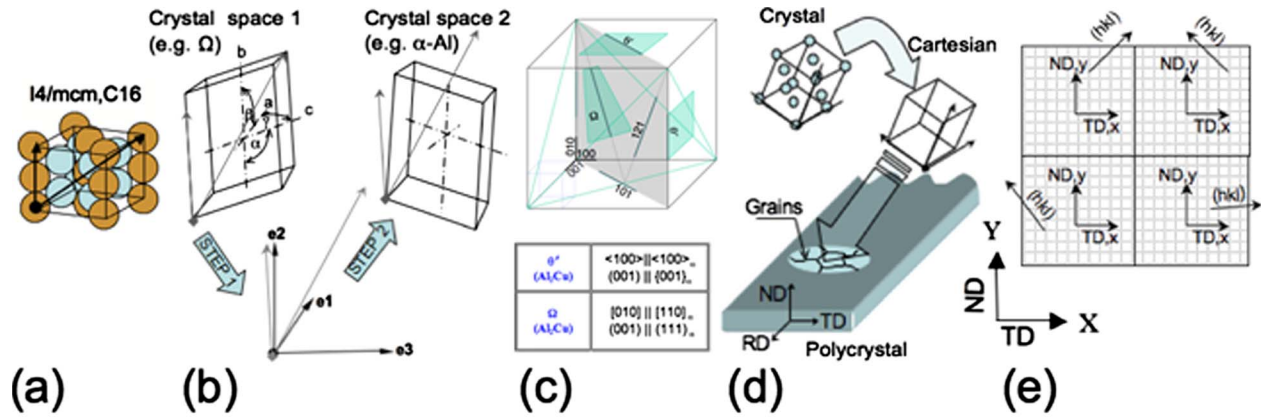 I4/mcm,C16
(a)
Crystal space 1
(e.g. Ω)
b
a
c
β
α
Crystal space 2
(e.g. α-Al)
STEP 1
STEP 2
e2
e1
e3
(b)
θ'
Ω
θ'
121
010
100
001
101
θ'
(Al₂Cu)
<100>||<100>α
(001) || {001}α
Ω
(Al₂Cu)
[010] || [110]α
(001) || (111)α
(c)
Crystal
Cartesian
Grains
ND
TD
RD
Polycrystal
(d)
(hkl)
ND,y
TD,x
(hkl)
ND,y
TD,x
(hkl)
ND,y
TD,x
(hkl)
ND,y
TD,x
Y
ND
TD
X
(e)